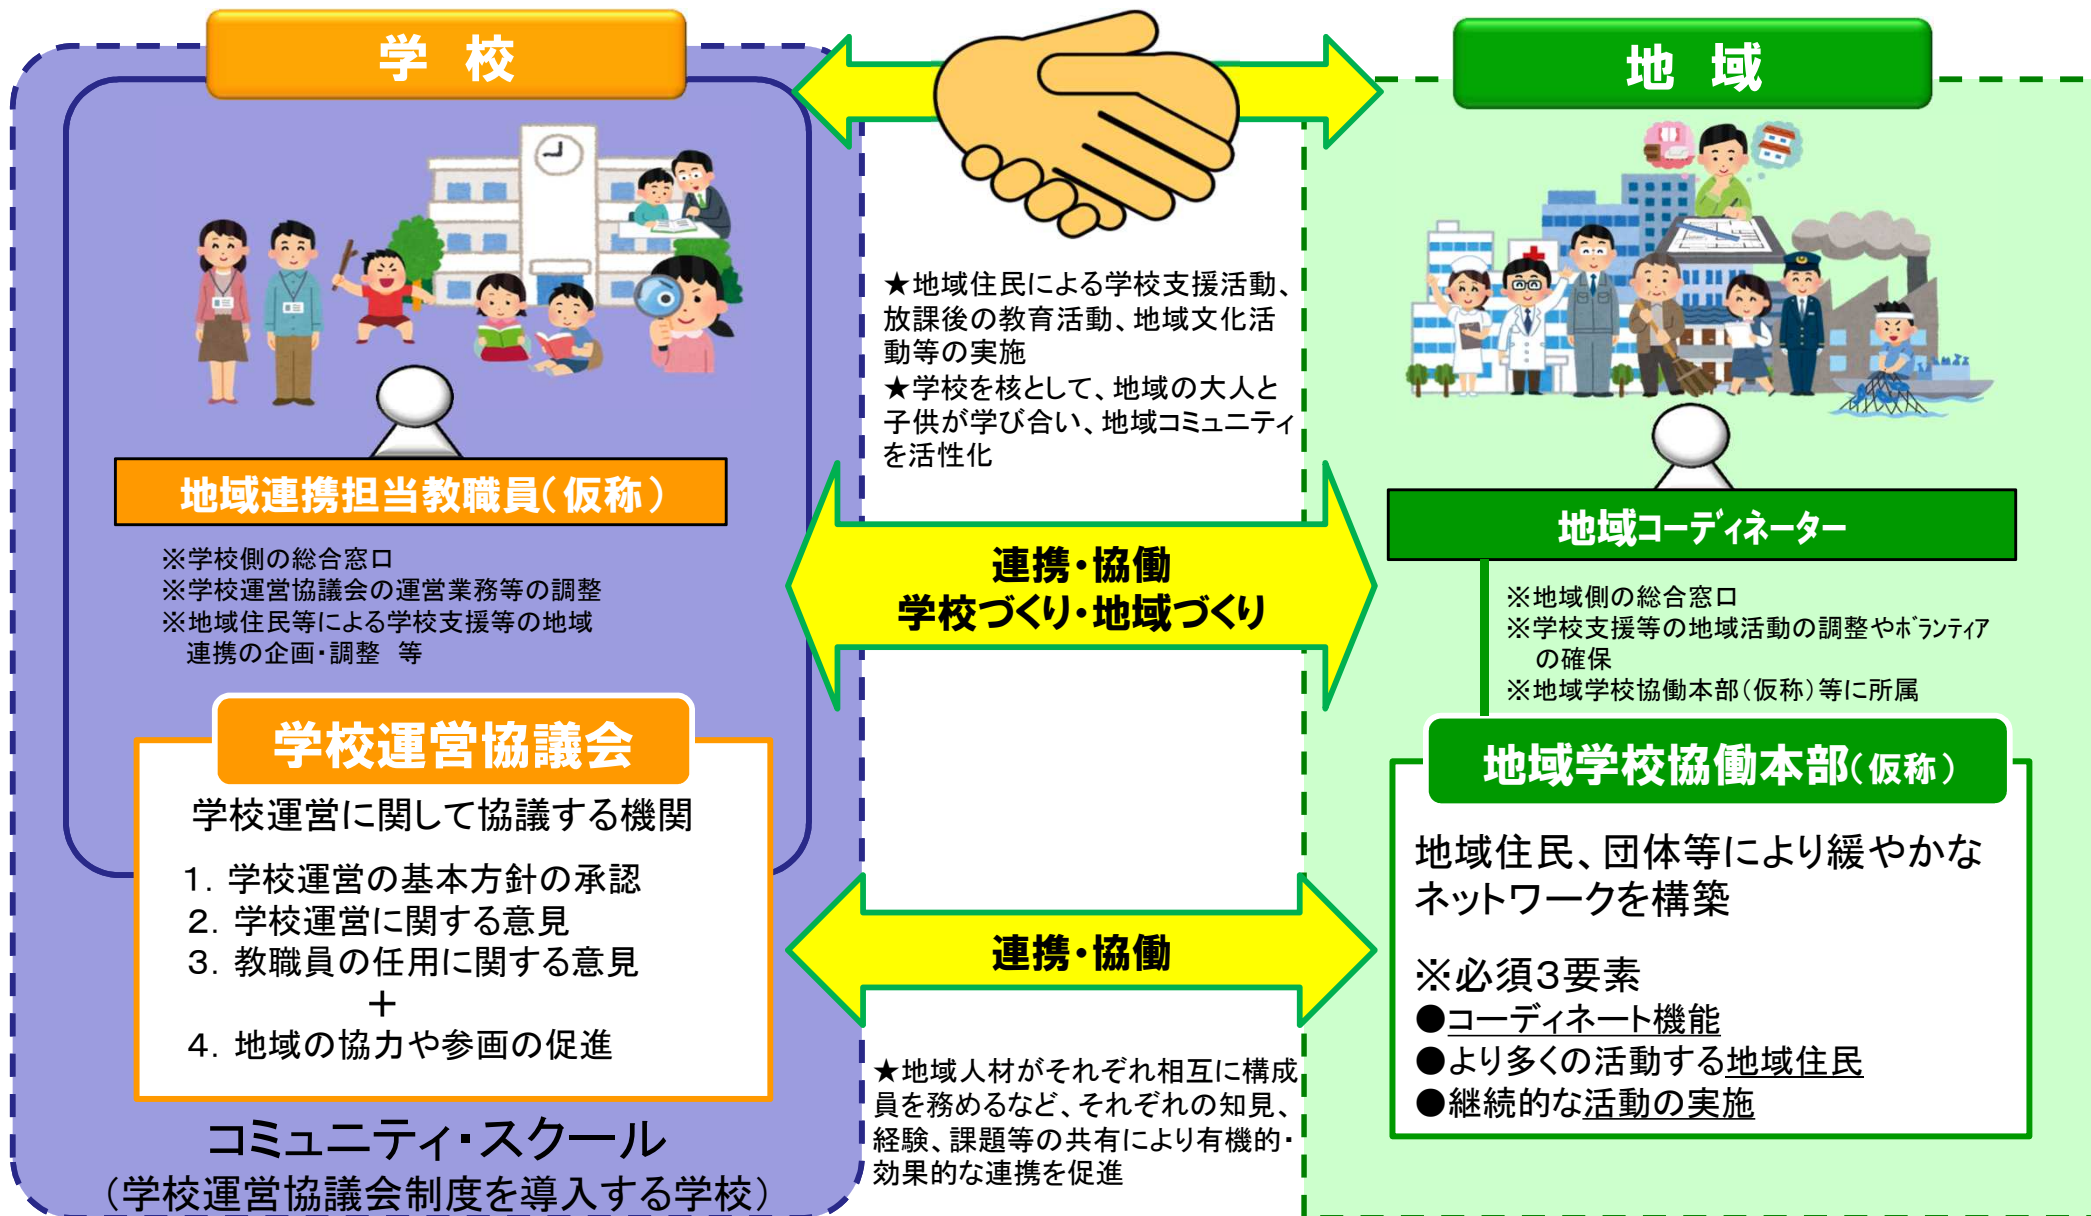 学 校
地域連携担当教職員（仮称）
※学校側の総合窓口
※学校運営協議会の運営業務等の調整
※地域住民等による学校支援等の地域
連携の企画・調整 等
学校運営協議会
学校運営に関して協議する機関
１．学校運営の基本方針の承認
２．学校運営に関する意見
３．教職員の任用に関する意見
＋
４．地域の協力や参画の促進
コミュニティ・スクール
（学校運営協議会制度を導入する学校）
★地域住民による学校支援活動、
放課後の教育活動、地域文化活
動等の実施
★学校を核として、地域の大人と
子供が学び合い、地域コミュニティ
を活性化
連携・協働
学校づくり・地域づくり
連携・協働
★地域人材がそれぞれ相互に構成
員を務めるなど、それぞれの知見、
経験、課題等の共有により有機的・
効果的な連携を促進
地 域
地域コーディネーター
※地域側の総合窓口
※学校支援等の地域活動の調整やﾎﾞﾗﾝﾃｨｱ
の確保
※地域学校協働本部（仮称）等に所属
地域学校協働本部（仮称）
地域住民、団体等により緩やかな
ネットワークを構築
※必須３要素
●コーディネート機能
●より多くの活動する地域住民
●継続的な活動の実施